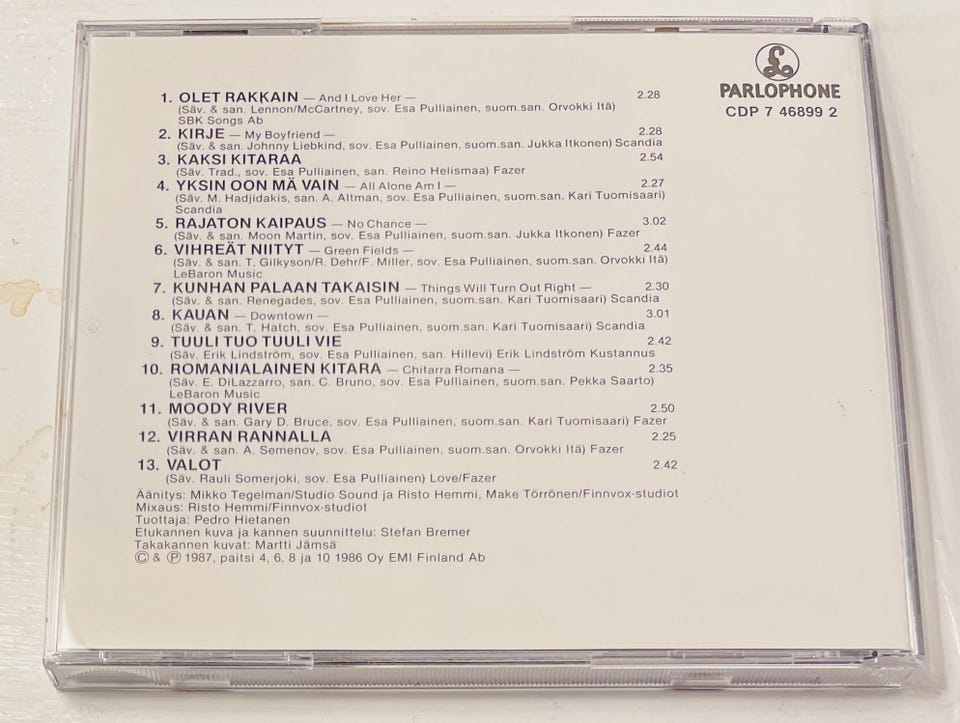 PARLOPHONE
CDP 7 46899 2
1. OLET RAKKAIN — And I Love Her — 2.28
(Säv. & san. Lennon/McCartney, sov. Esa Pulliainen, suom.san. Orvokki Itä)
SBK Songs Ab
2. KIRJE — My Boyfriend — 2.28
(Säv. & san. Johnny Liebkind, sov. Esa Pulliainen, suom.san. Jukka Itkonen) Scandia
3. KAKSI KITARAA 2.54
(Säv. Trad., sov. Esa Pulliainen, san. Reino Helismaa) Fazer
4. YKSIN OON MÄ VAIN — All Alone Am I — 2.27
(Säv. M. Hadjidakis, san. A. Altman, sov. Esa Pulliainen, suom.san. Kari Tuomisaari)
Scandia
5. RAJATON KAIPAUS — No Chance — 3.02
(Säv. & san. Moon Martin, sov. Esa Pulliainen, suom.san. Jukka Itkonen) Fazer
6. VIHREÄT NIITYT — Green Fields — 2.44
(Säv. & san. T. Gilkyson/R. Dehr/F. Miller, sov. Esa Pulliainen, suom.san. Orvokki Itä)
LeBaron Music
7. KUNHAN PALAAN TAKAISIN — Things Will Turn Out Right — 2.30
(Säv. & san. Renegades, sov. Esa Pulliainen, suom.san. Kari Tuomisaari) Scandia
8. KAUAN — Downtown — 3.01
(Säv. & san. T. Hatch, sov. Esa Pulliainen, suom.san. Kari Tuomisaari) Scandia
9. TUULI TUO TUULI VIE 2.42
(Säv. Erik Lindström, sov. Esa Pulliainen, san. Hillevi) Erik Lindström Kustannus
10. ROMANIALAINEN KITARA — Chitarra Romana — 2.35
(Säv. E. DiLazzarro, san. C. Bruno, sov. Esa Pulliainen, suom.san. Pekka Saarto)
LeBaron Music
11. MOODY RIVER 2.50
(Säv. & san. Gary D. Bruce, sov. Esa Pulliainen, suom.san. Kari Tuomisaari) Fazer
12. VIRRAN RANNALLA 2.25
(Säv. & san. A. Semenov, sov. Esa Pulliainen, suom.san. Orvokki Itä) Fazer
13. VALOT 2.42
(Säv. Rauli Somerjoki, sov. Esa Pulliainen) Love/Fazer
Äänitys: Mikko Tegelman/Studio Sound ja Risto Hemmi, Make Törrönen/Finnvox-studiot
Mixaus: Risto Hemmi/Finnvox-studiot
Tuottaja: Pedro Hietanen
Etukannen kuva ja kannen suunnittelu: Stefan Bremer
Takakannen kuvat: Martti Jämsä
© & ℗ 1987, paitsi 4, 6, 8 ja 10 1986 Oy EMI Finland Ab